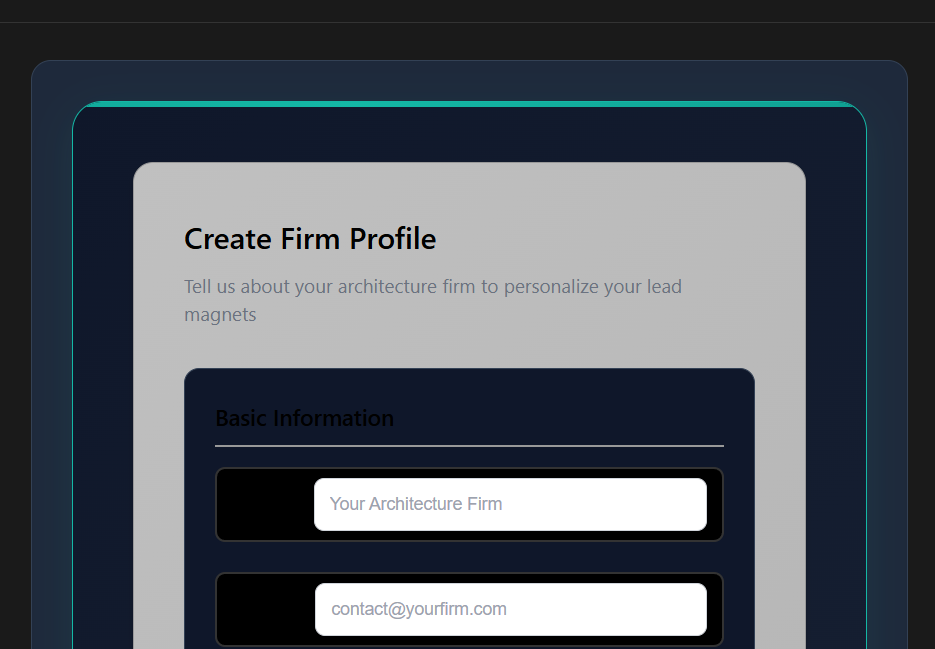 Create Firm Profile
Tell us about your architecture firm to personalize your lead
magnets
Basic Information
Your Architecture Firm
contact@yourfirm.com